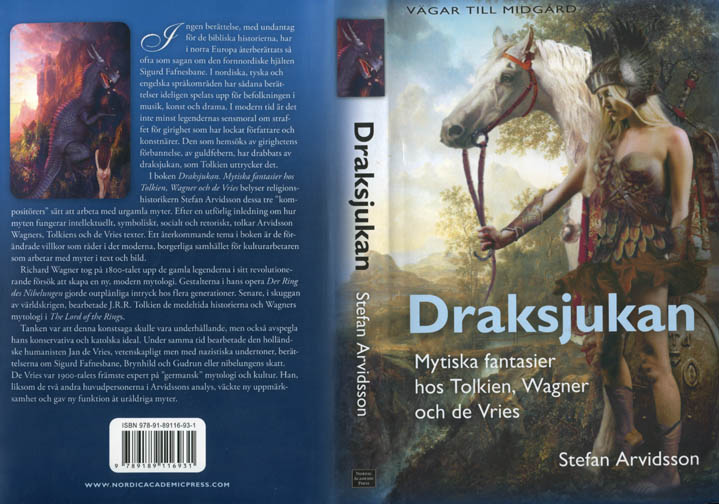 Ingen berättelse, med undantag
för de bibliska historierna, har
i norra Europa återberättats så
ofta som sagan om den fornnordiske hjälten
Sigurd Fafnesbane. I nordiska, tyska och
engelska språkområden har sådana berät-
telser ideligen spelats upp för befolkningen i
musik, konst och drama. I modern tid är det
inte minst legendernas sensmoral om straf-
fet för girighet som har lockat författare och
konstnärer. Den som hemsöks av girighetens
förbannelse, av guldfebern, har drabbats av
draksjukan, som Tolkien uttrycker det.
I boken Draksjukan. Mytiska fantasier hos
Tolkien, Wagner och de Vries belyser religions-
historikern Stefan Arvidsson dessa tre "kom-
positörers" sätt att arbeta med urgamla myter. Efter en utförlig inledning om hur
myten fungerat intellektuellt, symboliskt, socialt och retoriskt, tolkar Arvidsson
Wagners, Tolkiens och de Vries texter. Ett återkommande tema i boken är de för-
ändrade villkor som råder i det moderna, borgerliga samhället för kulturarbetaren
som arbetar med myter i text och bild.
Richard Wagner tog på 1800-talet upp de gamla legenderna i sitt revolutione-
rande försök att skapa en ny, modern mytologi. Gestalterna i hans opera Der Ring
des Nibelungen gjorde outplånliga intryck hos flera generationer. Senare, i skuggan
av världskrigen, bearbetade J.R.R. Tolkien de medeltida historierna och Wagners
mytologi i The Lord of the Rings.
Tanken var att denna konstsaga skulle vara underhållande, men också avspegla
hans konservativa och katolska ideal. Under samma tid bearbetade den holländ-
ske humanisten Jan de Vries, vetenskapligt men med nazistiska undertoner, berät-
telserna om Sigurd Fafnesbane, Brynhild och Gudrun eller nibelungens skatt.
De Vries var 1900-talets främste expert på "germansk" mytologi och kultur. Han,
liksom de två andra huvudpersonerna i Arvidssons analys, väckte ny uppmärk-
samhet och gav ny funktion åt uråldriga myter.
ISBN 978-91-89116-93-1
9 789189 116931
WWW.NORDICACADEMICPRESS.COM
Draksjukan
Stefan Arvidsson
NORDIC
ACADEMIC
PRESS
VÄGAR TILL MIDGÅRD
Draksjukan
Mytiska fantasier
hos Tolkien, Wagner
och de Vries
Stefan Arvidsson